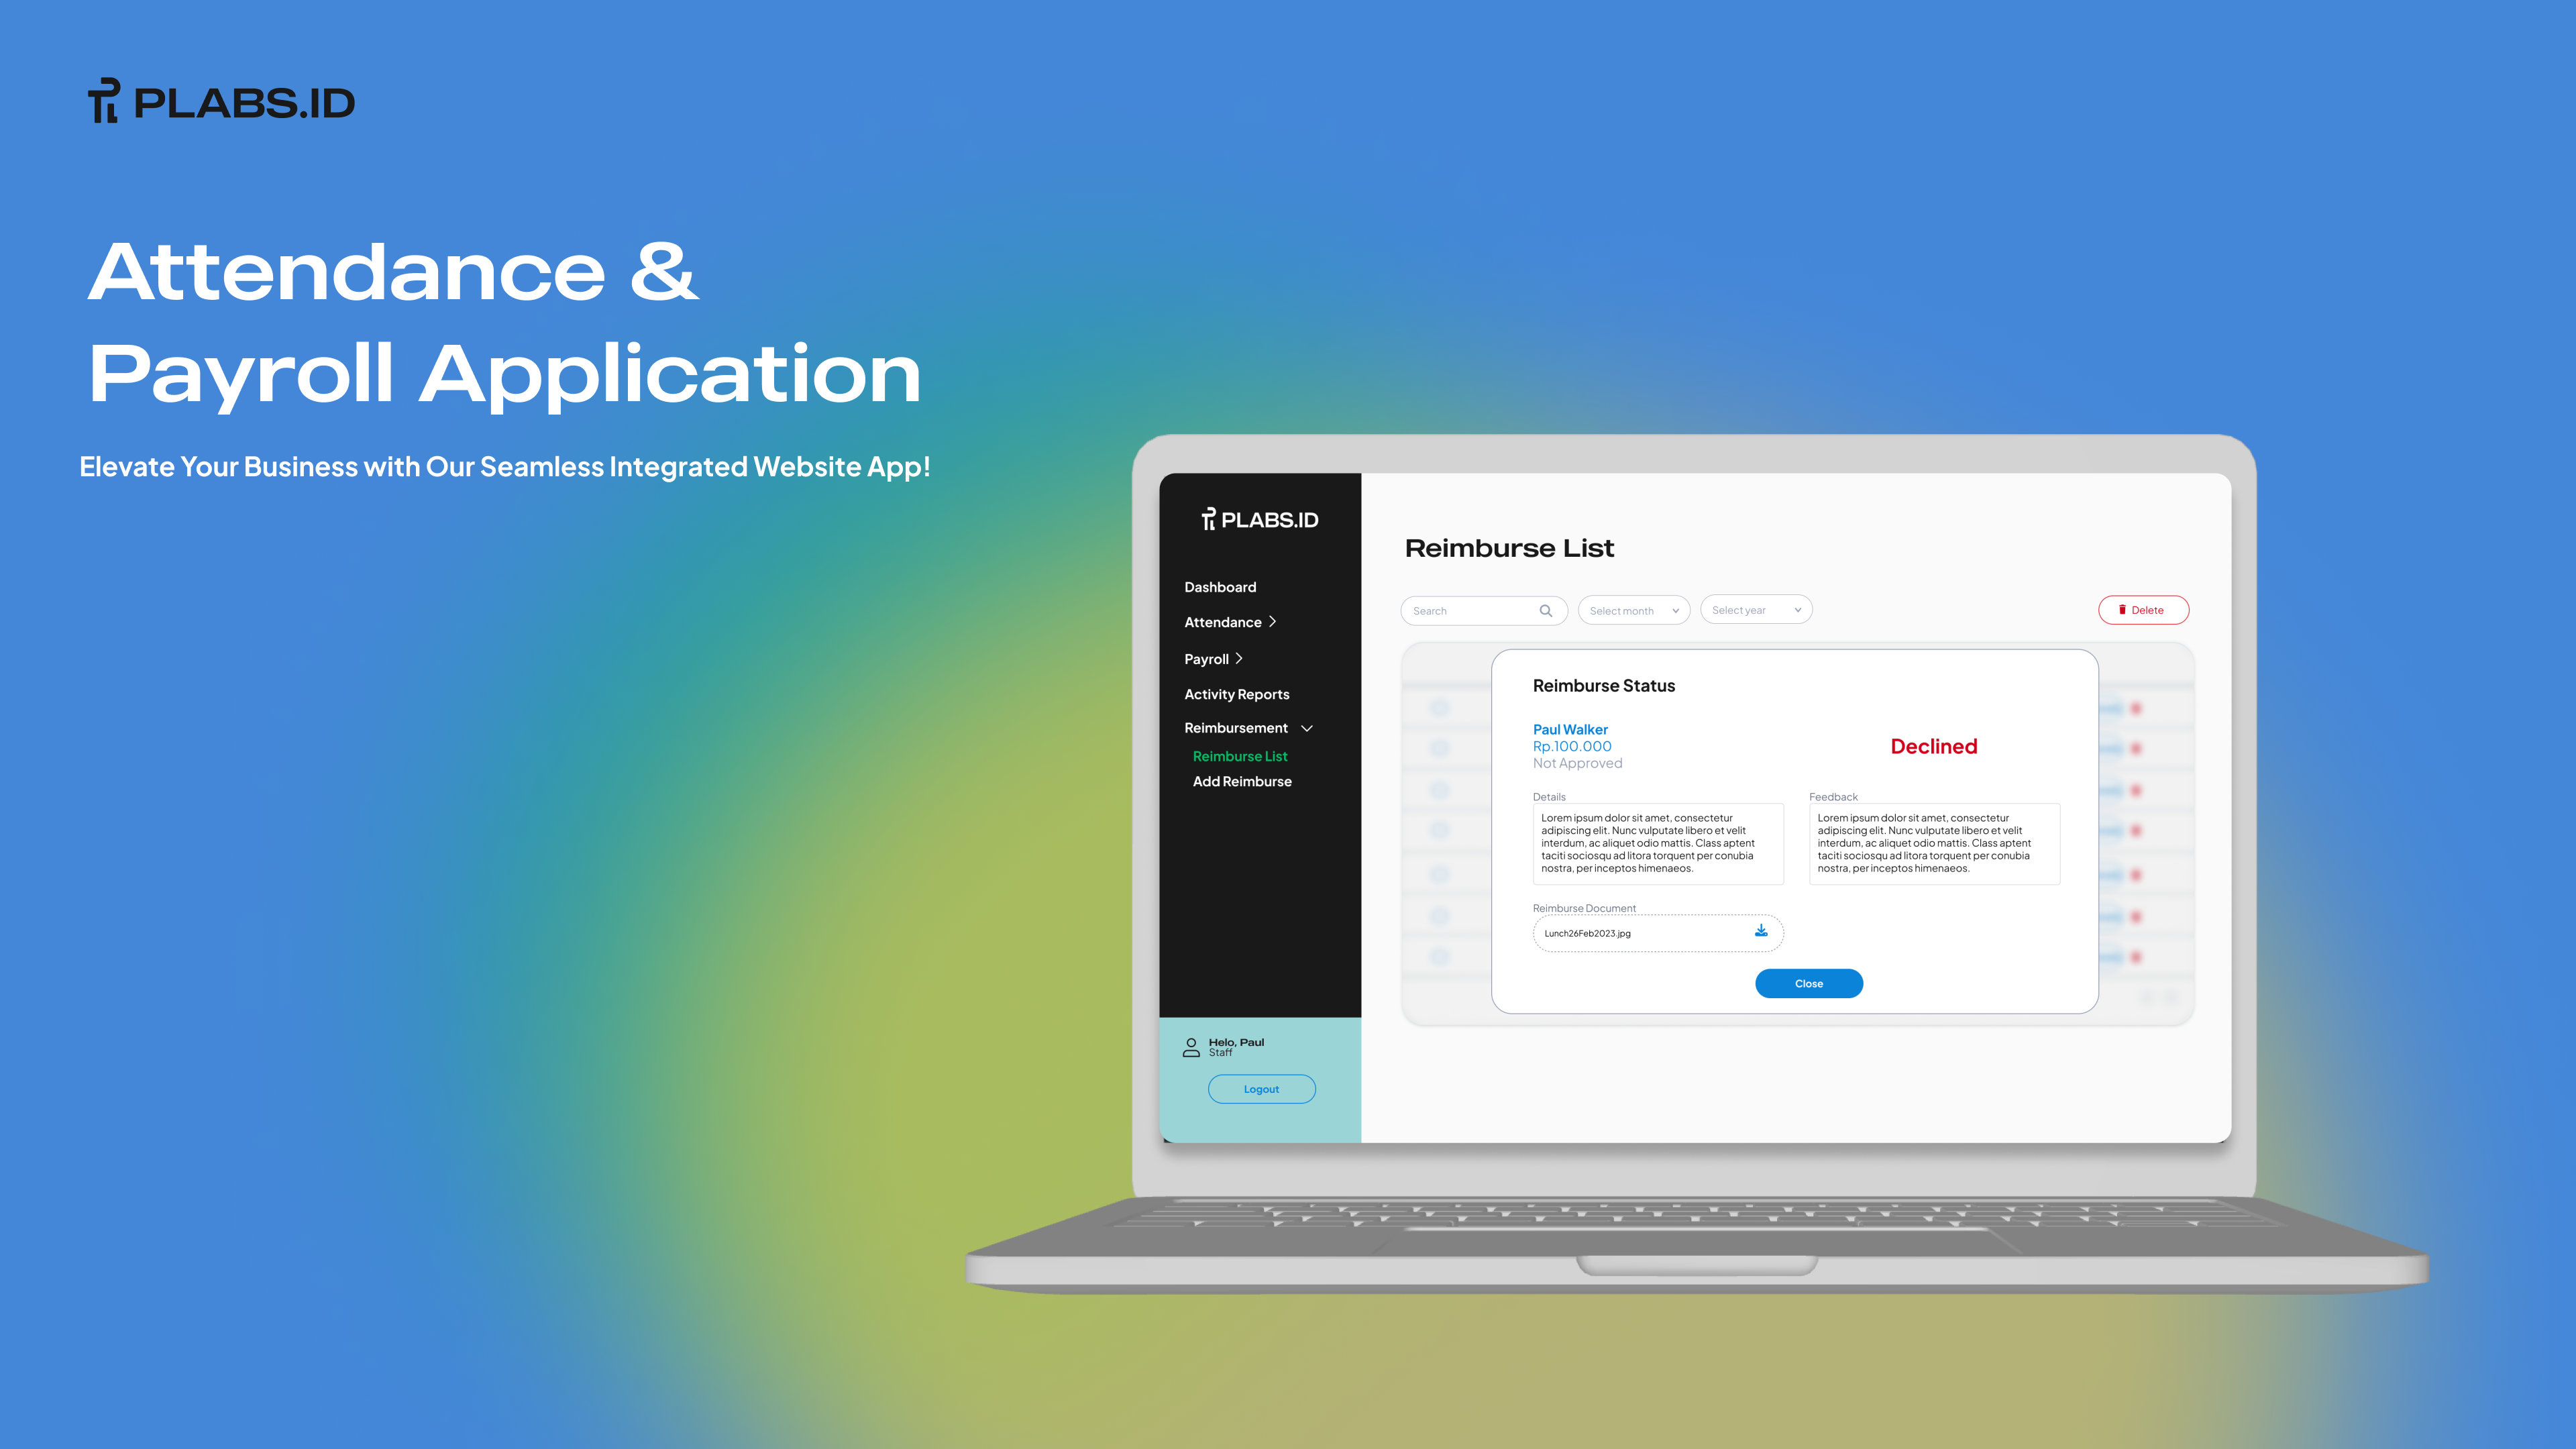 PLABS.ID
Attendance &
Payroll Application
Elevate Your Business with Our Seamless Integrated Website App!
PLABS.ID
Dashboard
Attendance
Payroll
Activity Reports
Reimbursement
Reimburse List
Add Reimburse
Helo, Paul
Staff
Logout
Reimburse List
Search
Select month
Select year
Delete
Reimburse Status
Paul Walker
Rp.100.000
Not Approved
Declined
Details
Lorem ipsum dolor sit amet, consectetur
adipiscing elit. Nunc vulputate libero et velit
interdum, ac aliquet odio mattis. Class aptent
taciti sociosqu ad litora torquent per conubia
nostra, per inceptos himenaeos.
Feedback
Lorem ipsum dolor sit amet, consectetur
adipiscing elit. Nunc vulputate libero et velit
interdum, ac aliquet odio mattis. Class aptent
taciti sociosqu ad litora torquent per conubia
nostra, per inceptos himenaeos.
Reimburse Document
Lunch26Feb2023.jpg
Close